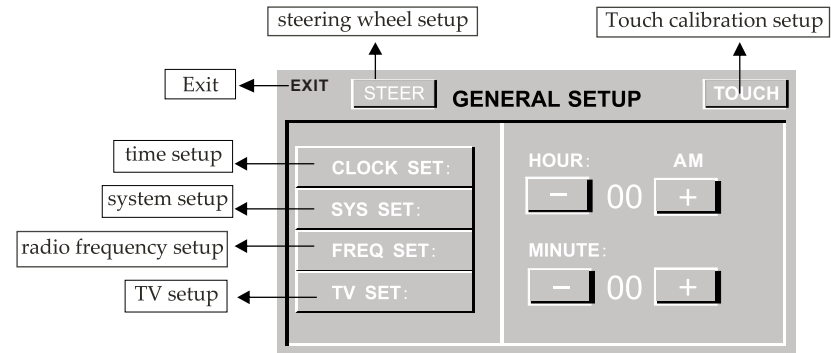 steering wheel setup
Touch calibration setup
Exit
EXIT
STEER
GENERAL SETUP
TOUCH
time setup
system setup
radio frequency setup
TV setup
CLOCK SET:
SYS SET:
FREQ SET:
TV SET:
HOUR: AM
− 00 +
MINUTE:
− 00 +